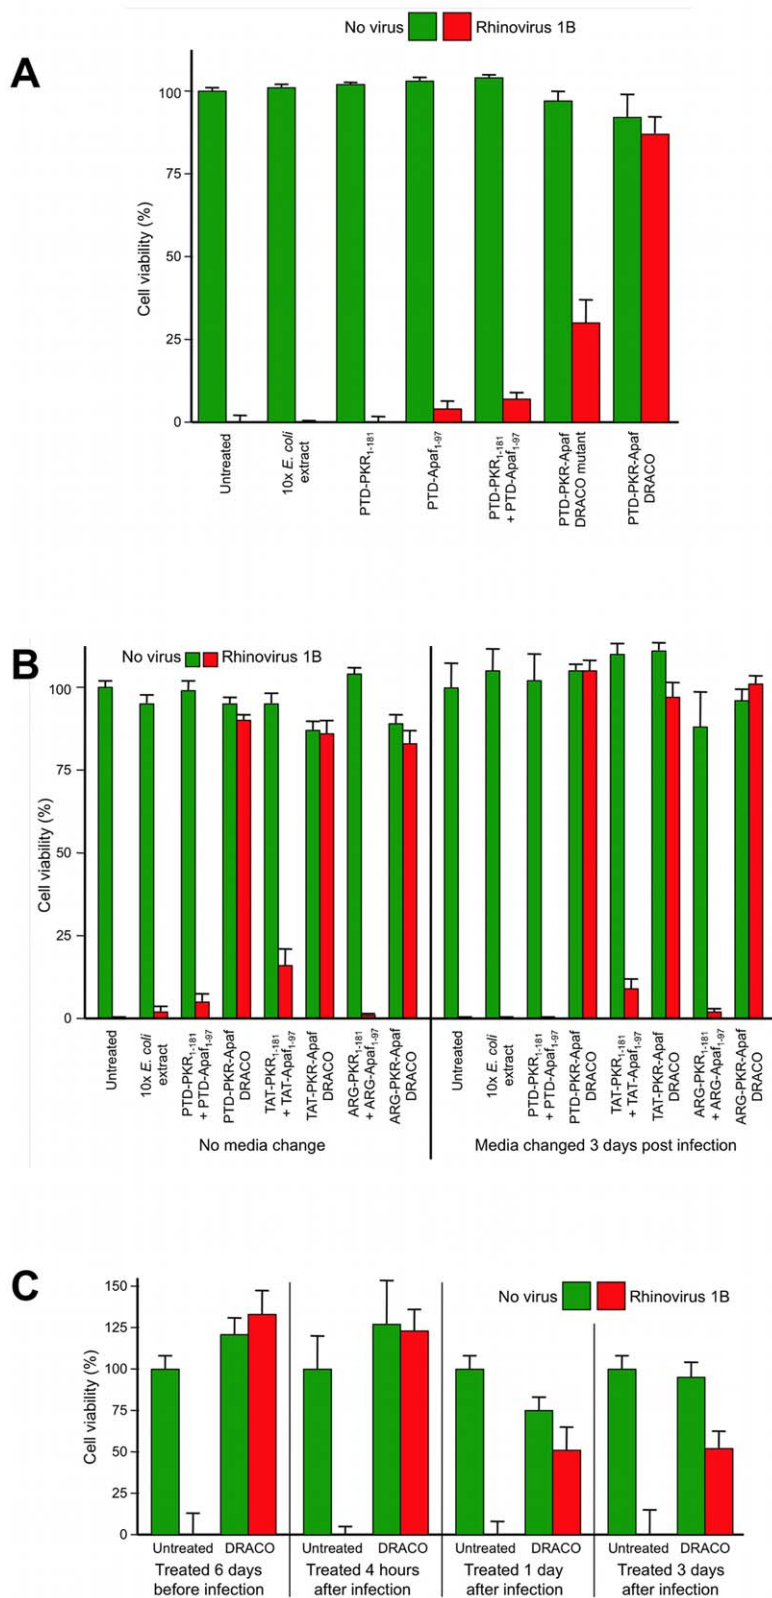 No virus Rhinovirus 1B
A
Cell viability (%)
100
75
50
25
0
Untreated
10x E. coli
extract
PTD-PKR1-181
PTD-Apaf1-97
PTD-PKR1-181
+ PTD-Apaf1-97
PTD-PKR-Apaf
DRACO mutant
PTD-PKR-Apaf
DRACO
B
No virus Rhinovirus 1B
Cell viability (%)
100
75
50
25
0
Untreated
10x E. coli
extract
PTD-PKR1-181
+ PTD-Apaf1-97
PTD-PKR-Apaf
DRACO
TAT-PKR1-181
+ TAT-Apaf1-97
TAT-PKR-Apaf
DRACO
ARG-PKR1-181
+ ARG-Apaf1-97
ARG-PKR-Apaf
DRACO
Untreated
10x E. coli
extract
PTD-PKR1-181
+ PTD-Apaf1-97
PTD-PKR-Apaf
DRACO
TAT-PKR1-181
+ TAT-Apaf1-97
TAT-PKR-Apaf
DRACO
ARG-PKR1-181
+ ARG-Apaf1-97
ARG-PKR-Apaf
DRACO
No media change
Media changed 3 days post infection
C
No virus Rhinovirus 1B
Cell viability (%)
150
125
100
75
50
25
0
Untreated DRACO
Treated 6 days
before infection
Untreated DRACO
Treated 4 hours
after infection
Untreated DRACO
Treated 1 day
after infection
Untreated DRACO
Treated 3 days
after infection